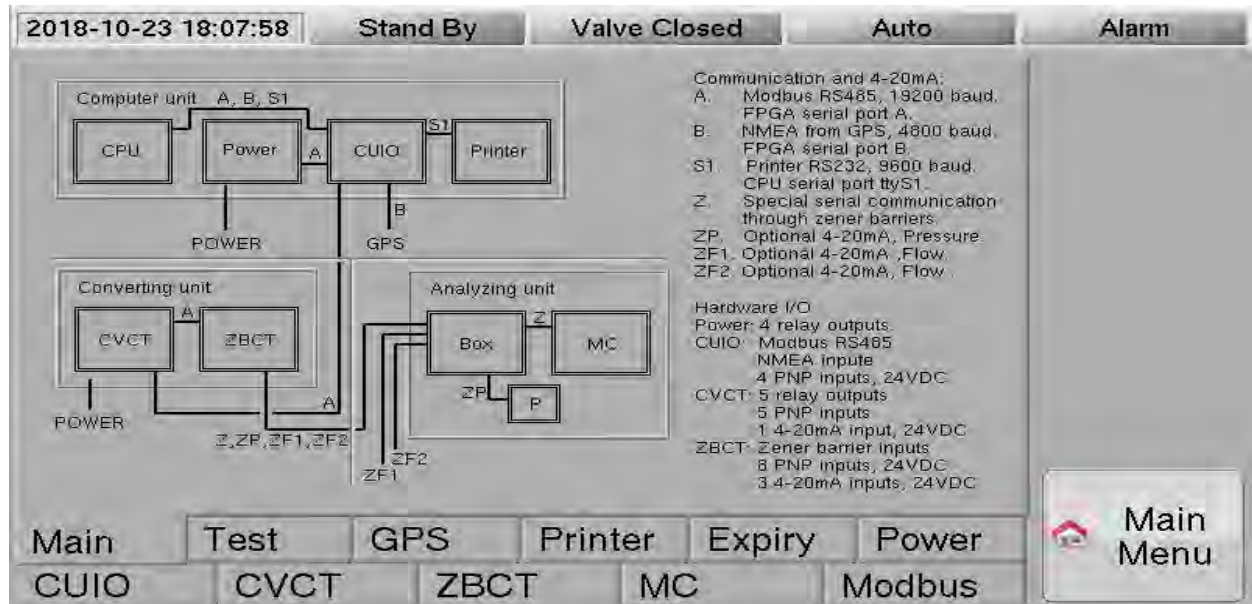 2018-10-23 18:07:58 Stand By Valve Closed Auto Alarm
Computer unit A, B, S1
CPU Power A CUIO S1 Printer
B
POWER GPS
Converting unit
CVCT A ZBCT
POWER
A
Z,ZP,ZF1,ZF2
Analyzing unit
Box Z MC
ZP P
ZF2
ZF1
Communication and 4-20mA:
A. Modbus RS485, 19200 baud.
FPGA serial port A.
B. NMEA from GPS, 4800 baud.
FPGA serial port B.
S1 Printer RS232, 9600 baud.
CPU serial port ttyS1.
Z. Special serial communication
through zener barriers.
ZP. Optional 4-20mA, Pressure.
ZF1. Optional 4-20mA ,Flow.
ZF2. Optional 4-20mA, Flow.
Hardware I/O
Power: 4 relay outputs
CUIO: Modbus RS485
NMEA inpute
4 PNP inputs, 24VDC
CVCT: 5 relay outputs
5 PNP inputs
1 4-20mA input, 24VDC
ZBCT: Zener barrier inputs
8 PNP inputs, 24VDC
3 4-20mA inputs, 24VDC
Main Test GPS Printer Expiry Power
CUIO CVCT ZBCT MC Modbus
Main
Menu